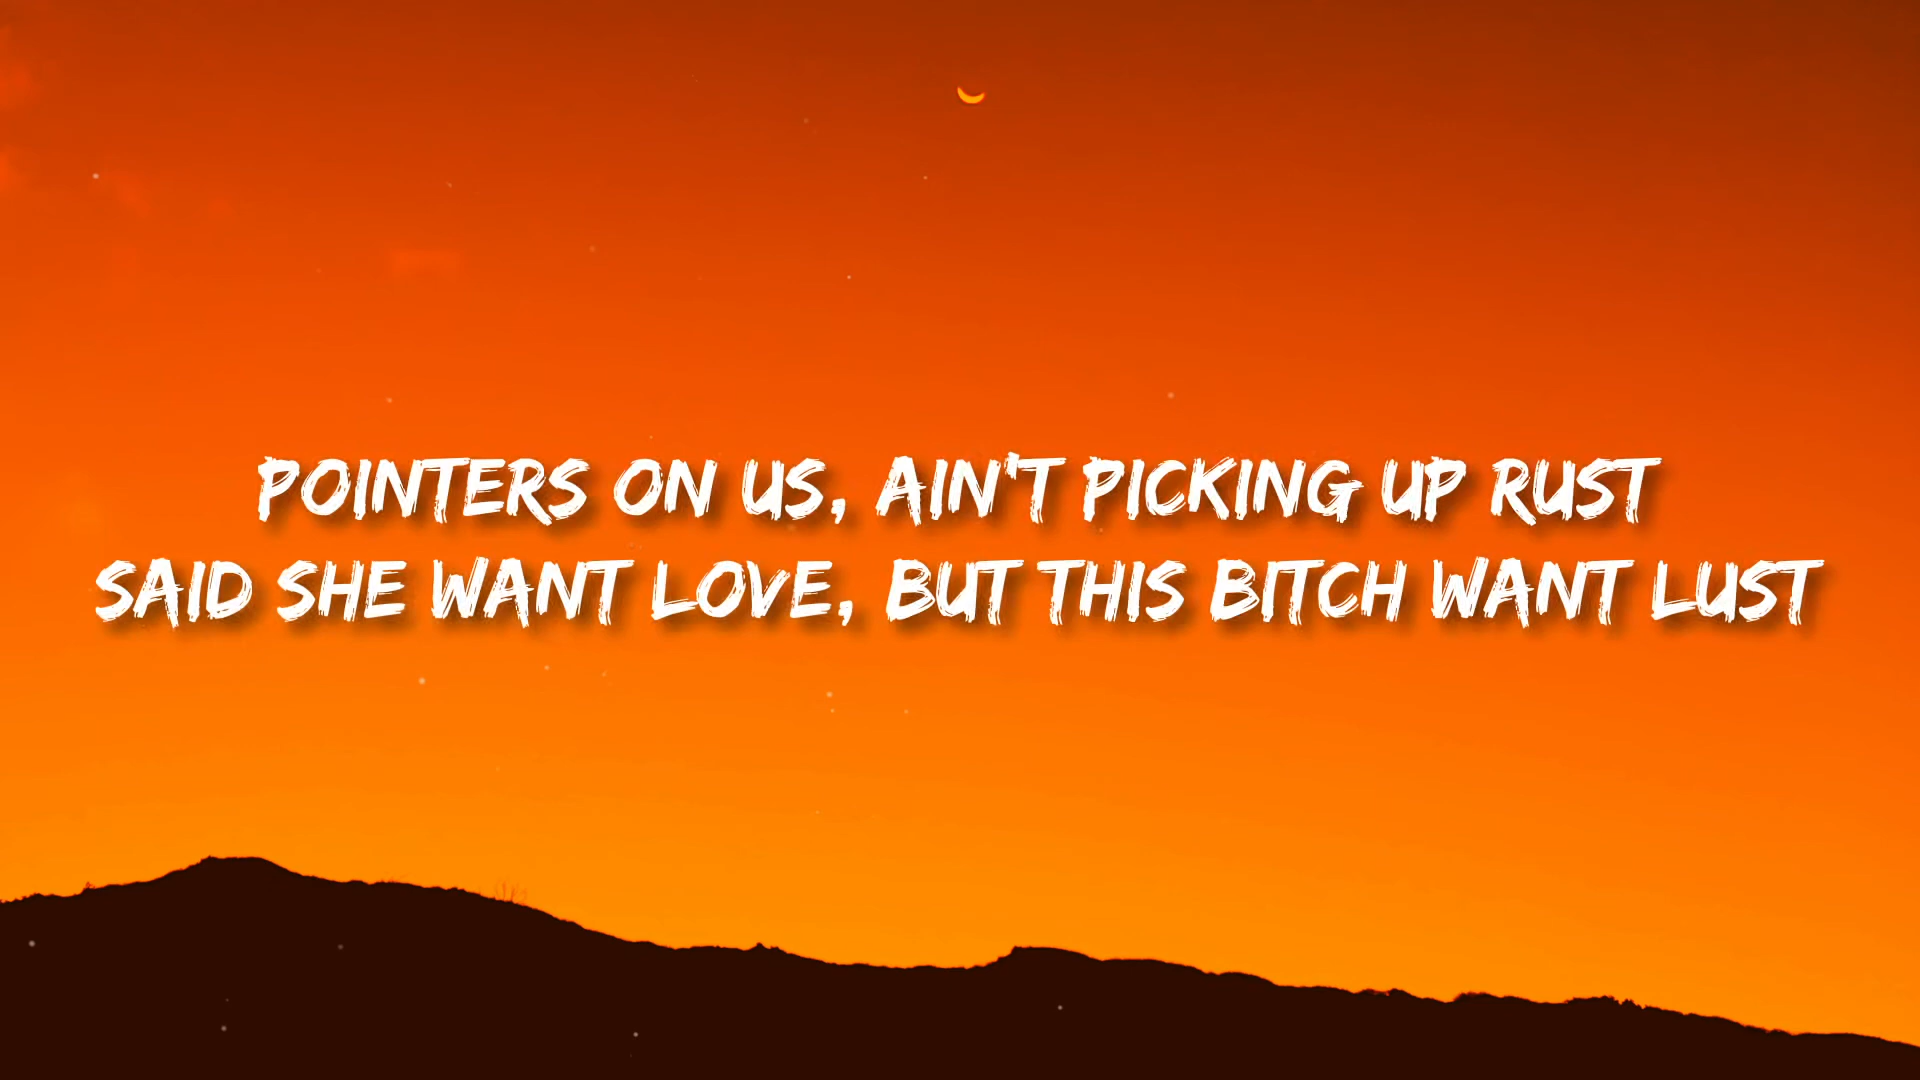 POINTERS ON US, AIN'T PICKING UP RUST
SAID SHE WANT LOVE, BUT THIS BITCH WANT LUST